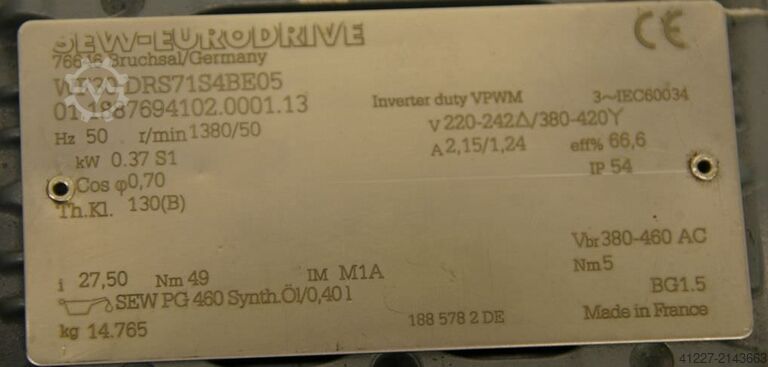 SEW-EURODRIVE
76646 Bruchsal/Germany
DRS71S4BE05
01.1887694102.0001.13
Inverter duty VPWM 3~IEC60034
Hz 50 r/min 1380/50
V 220-242Δ/380-420Y
kW 0.37 S1
A 2,15/1,24 eff% 66,6
Cos φ 0,70
IP 54
Th.Kl. 130(B)
Vbr 380-460 AC
i 27,50 Nm 49 IM M1A
Nm 5
SEW PG 460 Synth.Öl/0,40 l
BG1.5
kg 14.765
188 578 2 DE
Made in France
41227-2143663